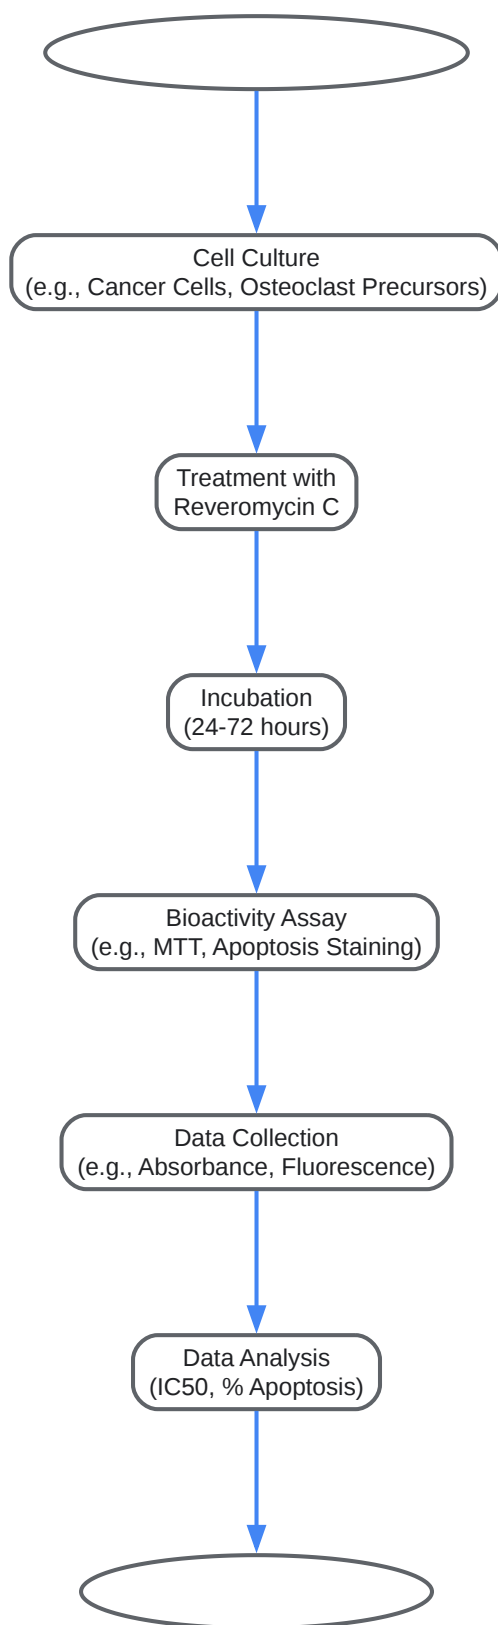 Cell Culture
(e.g., Cancer Cells, Osteoclast Precursors)
Treatment with
Reveromycin C
Incubation
(24-72 hours)
Bioactivity Assay
(e.g., MTT, Apoptosis Staining)
Data Collection
(e.g., Absorbance, Fluorescence)
Data Analysis
(IC50, % Apoptosis)